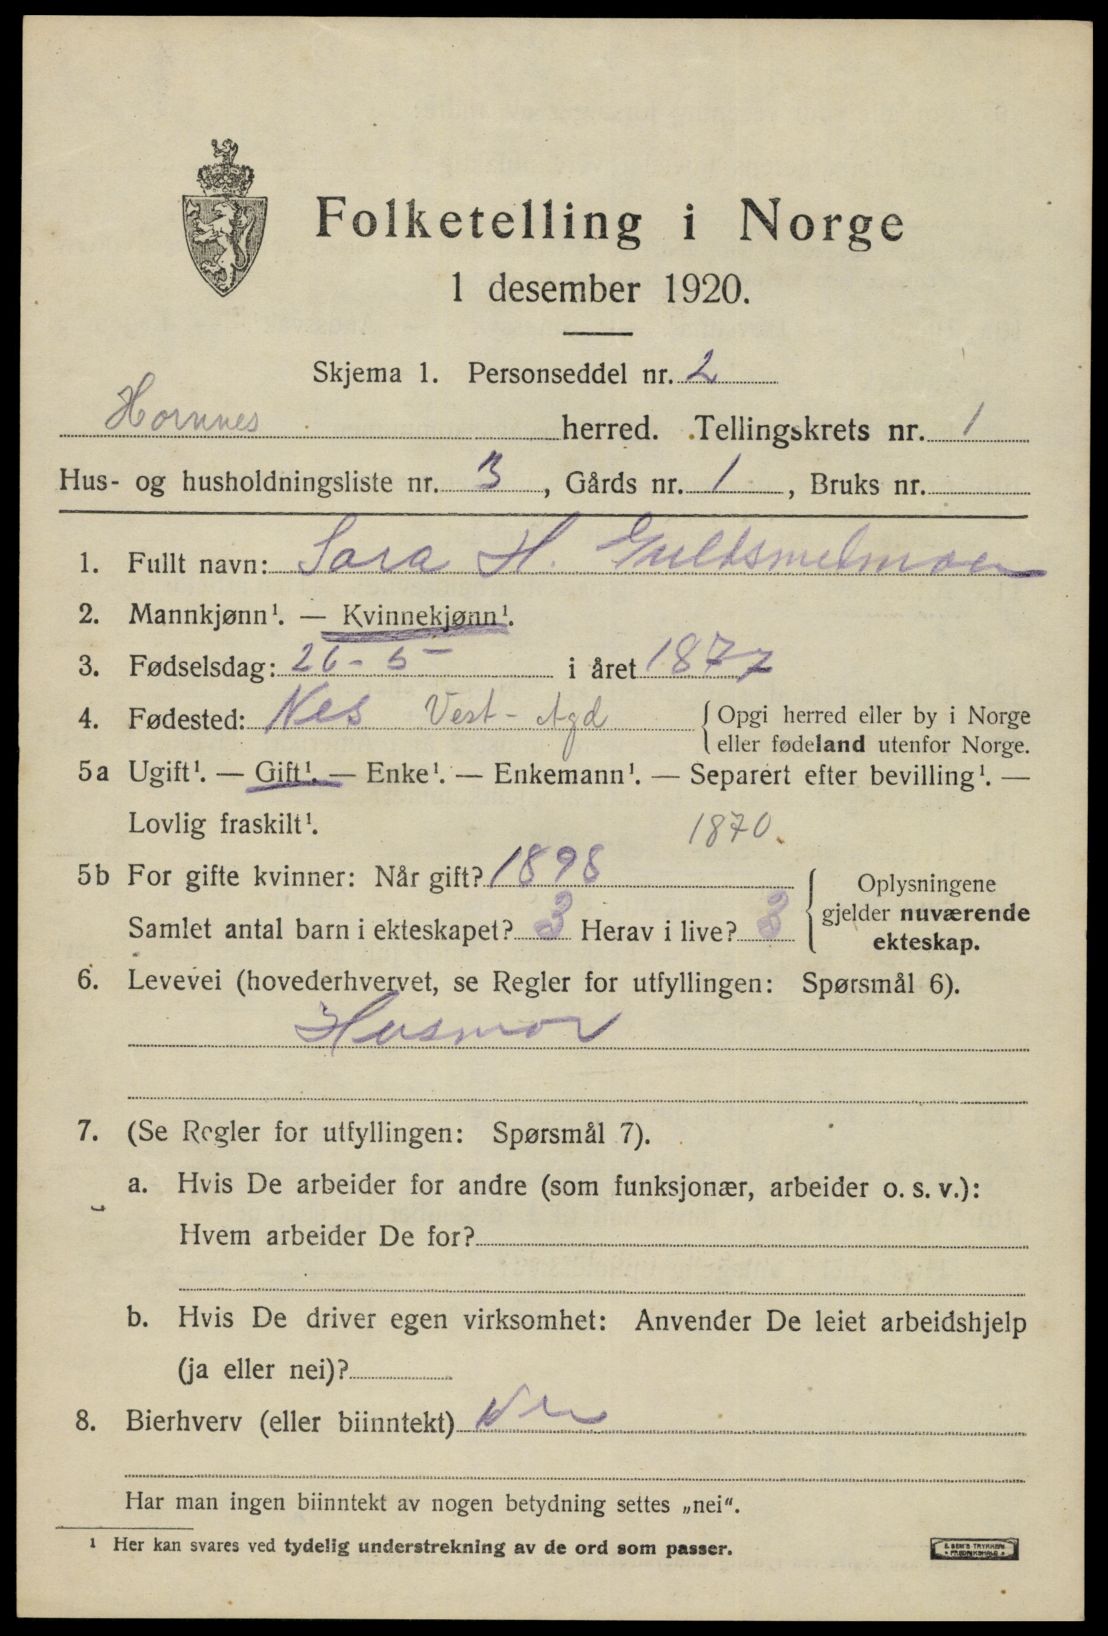 Folketelling i Norge
1 desember 1920.
Skjema 1. Personseddel nr. 2
Hornnes herred. Tellingskrets nr. 1
Hus- og husholdningsliste nr. 3, Gårds nr. 1, Bruks nr.
1. Fullt navn: Sara H. Guldsmelmoen
2. Mannkjønn¹. — Kvinnekjønn¹.
3. Fødselsdag: 26-5- i året 1877
4. Fødested: Nes Vest-Agd { Opgi herred eller by i Norge
eller fødeland utenfor Norge.
5a Ugift¹. — Gift¹. — Enke¹. — Enkemann¹. — Separert efter bevilling¹. —
Lovlig fraskilt¹. 1870.
5b For gifte kvinner: Når gift? 1898
Samlet antal barn i ekteskapet? 3 Herav i live? 3
{ Oplysningene
gjelder nuværende
ekteskap.
6. Levevei (hovederhvervet, se Regler for utfyllingen: Spørsmål 6).
Husmor
7. (Se Regler for utfyllingen: Spørsmål 7).
a. Hvis De arbeider for andre (som funksjonær, arbeider o. s. v.):
Hvem arbeider De for?
b. Hvis De driver egen virksomhet: Anvender De leiet arbeidshjelp
(ja eller nei)?
8. Bierhverv (eller biinntekt) Nei
Har man ingen biinntekt av nogen betydning settes „nei".
¹ Her kan svares ved tydelig understrekning av de ord som passer.
E. SEM'S TRYKKERI
• FREDRIKSHALD •